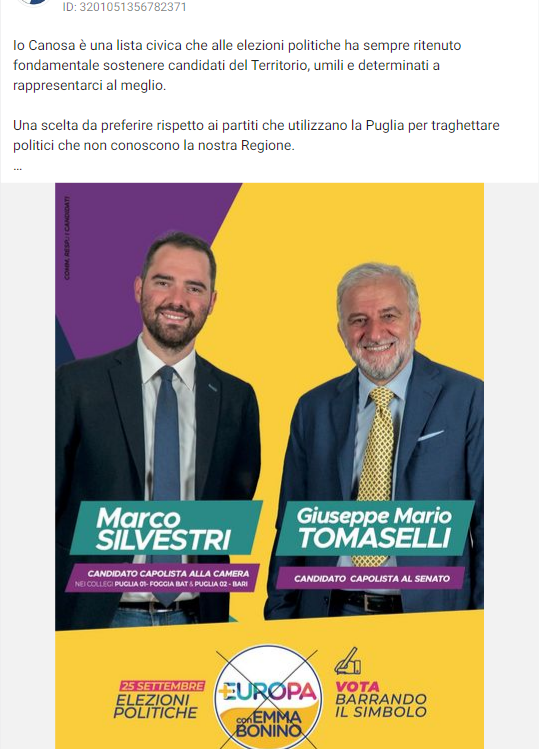 ID: 3201051356782371
Io Canosa è una lista civica che alle elezioni politiche ha sempre ritenuto
fondamentale sostenere candidati del Territorio, umili e determinati a
rappresentarci al meglio.
Una scelta da preferire rispetto ai partiti che utilizzano la Puglia per traghettare
politici che non conoscono la nostra Regione.
...
COMM. RESP.: I CANDIDATI
Marco
SILVESTRI
CANDIDATO CAPOLISTA ALLA CAMERA
NEI COLLEGI PUGLIA 01- FOGGIA BAT & PUGLIA 02 - BARI
Giuseppe Mario
TOMASELLI
CANDIDATO CAPOLISTA AL SENATO
25 SETTEMBRE
ELEZIONI
POLITICHE
+EUROPA
con EMMA
BONINO
VOTA
BARRANDO
IL SIMBOLO